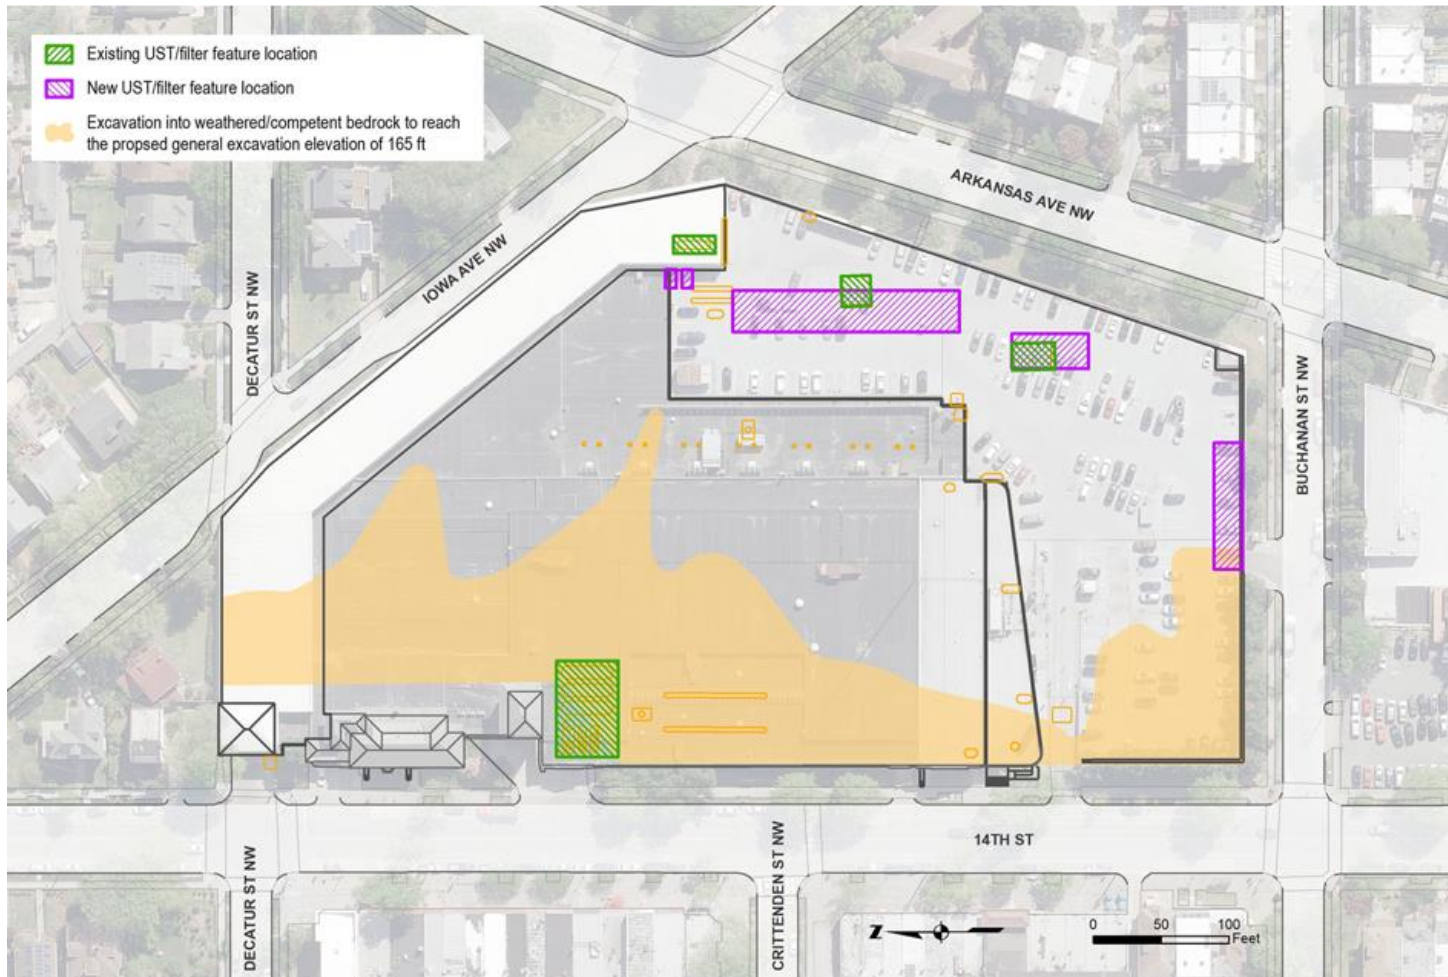 Existing UST/filter feature location
New UST/filter feature location
Excavation into weathered/competent bedrock to reach
the propsed general excavation elevation of 165 ft
ARKANSAS AVE NW
IOWA AVE NW
DECATUR ST NW
BUCHANAN ST NW
14TH ST
DECATUR ST NW
CRITTENDEN ST NW
Z
0 50 100
Feet